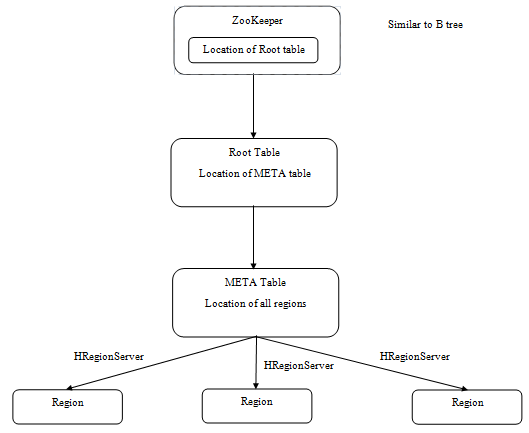 ZooKeeper
Similar to B tree
Location of Root table
Root Table
Location of META table
META Table
Location of all regions
HRegionServer
HRegionServer
HRegionServer
Region
Region
Region